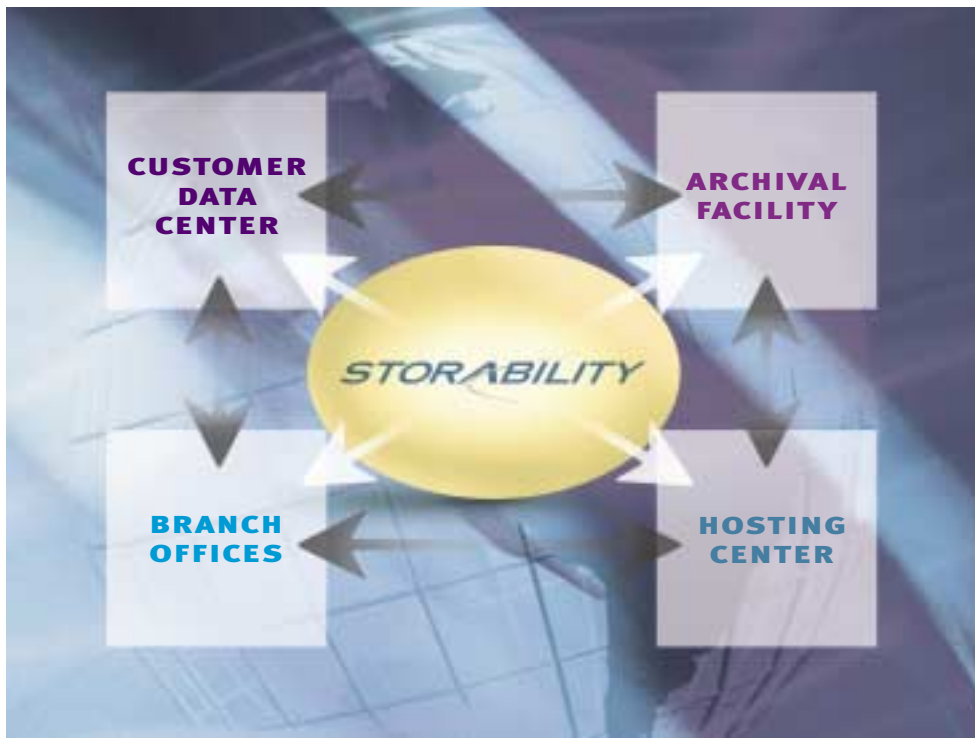 CUSTOMER
DATA
CENTER
ARCHIVAL
FACILITY
STORABILITY
BRANCH
OFFICES
HOSTING
CENTER